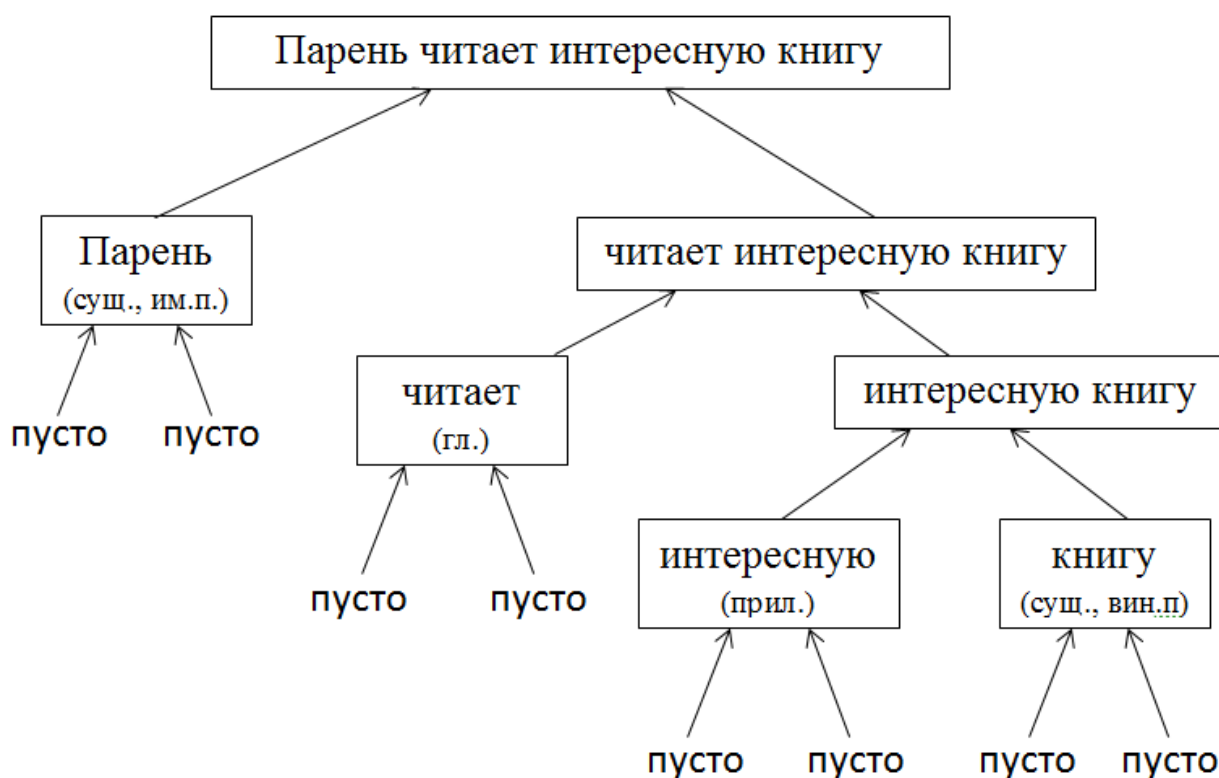 Парень читает интересную книгу
Парень
(сущ., им.п.)
читает интересную книгу
пусто
пусто
читает
(гл.)
интересную книгу
пусто
пусто
интересную
(прил.)
книгу
(сущ., вин.п)
пусто
пусто
пусто
пусто